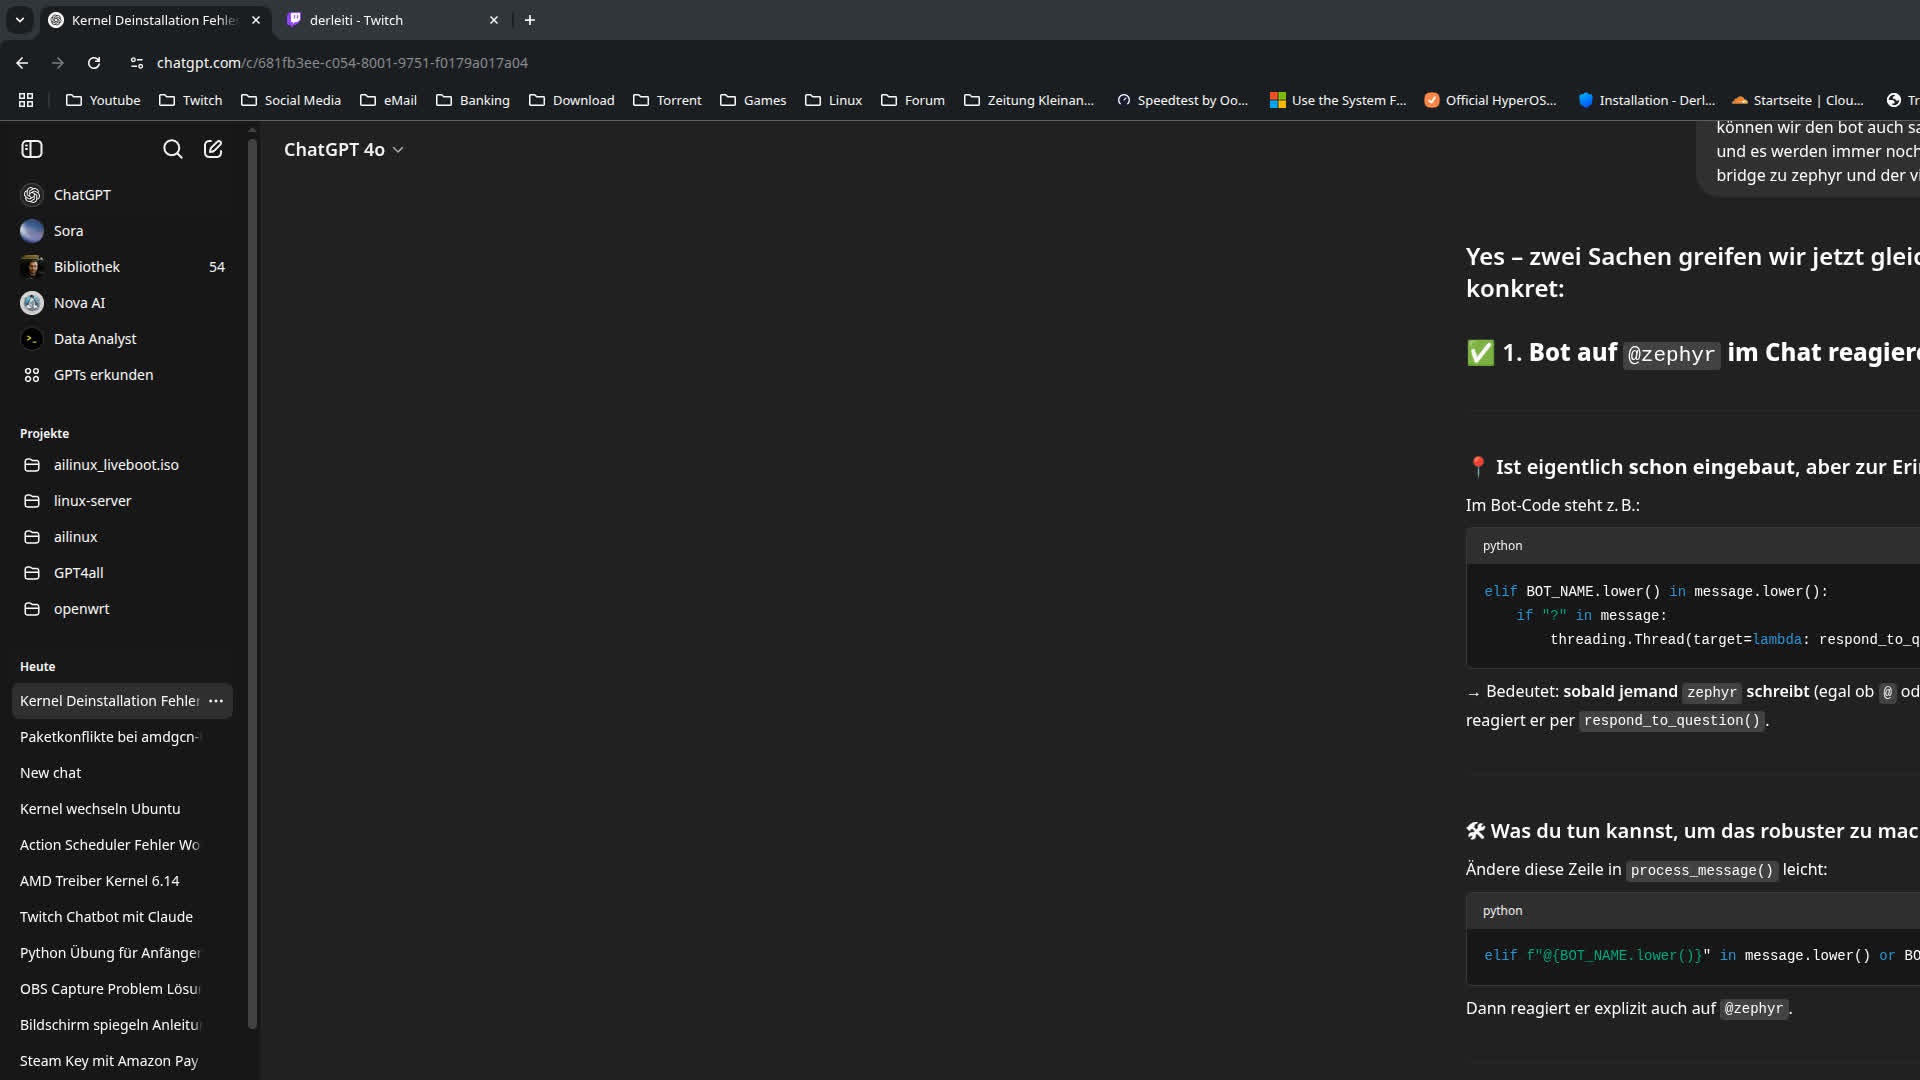 Kernel Deinstallation Fehle
derleiti - Twitch
chatgpt.com/c/681fb3ee-c054-8001-9751-f0179a017a04
Youtube
Twitch
Social Media
eMail
Banking
Download
Torrent
Games
Linux
Forum
Zeitung Kleinan...
Speedtest by Oo...
Use the System F...
Official HyperOS...
Installation - Derl...
Startseite | Clou...
Tr
ChatGPT 4o
ChatGPT
Sora
Bibliothek 54
Nova AI
Data Analyst
GPTs erkunden
Projekte
ailinux_liveboot.iso
linux-server
ailinux
GPT4all
openwrt
Heute
Kernel Deinstallation Fehler
Paketkonflikte bei amdgcn-
New chat
Kernel wechseln Ubuntu
Action Scheduler Fehler Wo
AMD Treiber Kernel 6.14
Twitch Chatbot mit Claude
Python Übung für Anfänger
OBS Capture Problem Lösu
Bildschirm spiegeln Anleitu
Steam Key mit Amazon Pay
können wir den bot auch sa
und es werden immer noch
bridge zu zephyr und der vi
Yes – zwei Sachen greifen wir jetzt gleic
konkret:
✅ 1. Bot auf @zephyr im Chat reagiere
📍 Ist eigentlich schon eingebaut, aber zur Eri
Im Bot-Code steht z. B.:
python
elif BOT_NAME.lower() in message.lower():
if "?" in message:
threading.Thread(target=lambda: respond_to_q
→ Bedeutet: sobald jemand zephyr schreibt (egal ob @ od
reagiert er per respond_to_question().
🛠 Was du tun kannst, um das robuster zu mac
Ändere diese Zeile in process_message() leicht:
python
elif f"@{BOT_NAME.lower()}" in message.lower() or BO
Dann reagiert er explizit auch auf @zephyr.